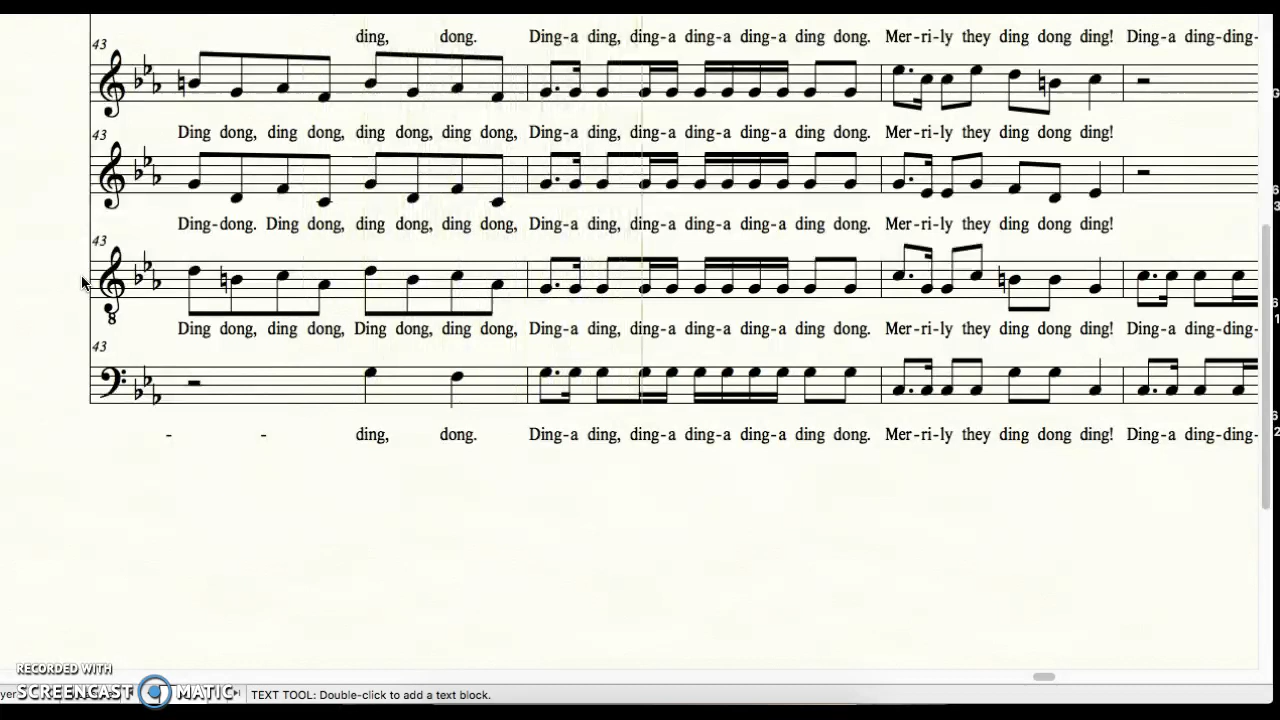 ding, dong. Ding-a ding, ding-a ding-a ding-a ding dong. Mer-ri-ly they ding dong ding! Ding-a ding-ding-
43
Ding dong, ding dong, ding dong, ding dong, Ding-a ding, ding-a ding-a ding-a ding dong. Mer-ri-ly they ding dong ding!
43
Ding-dong. Ding dong, ding dong, ding dong, Ding-a ding, ding-a ding-a ding-a ding dong. Mer-ri-ly they ding dong ding!
43
8
Ding dong, ding dong, Ding dong, ding dong, Ding-a ding, ding-a ding-a ding-a ding dong. Mer-ri-ly they ding dong ding! Ding-a ding-ding-
43
- - ding, dong. Ding-a ding, ding-a ding-a ding-a ding dong. Mer-ri-ly they ding dong ding! Ding-a ding-ding-
RECORDED WITH
SCREENCAST MATIC
TEXT TOOL: Double-click to add a text block.